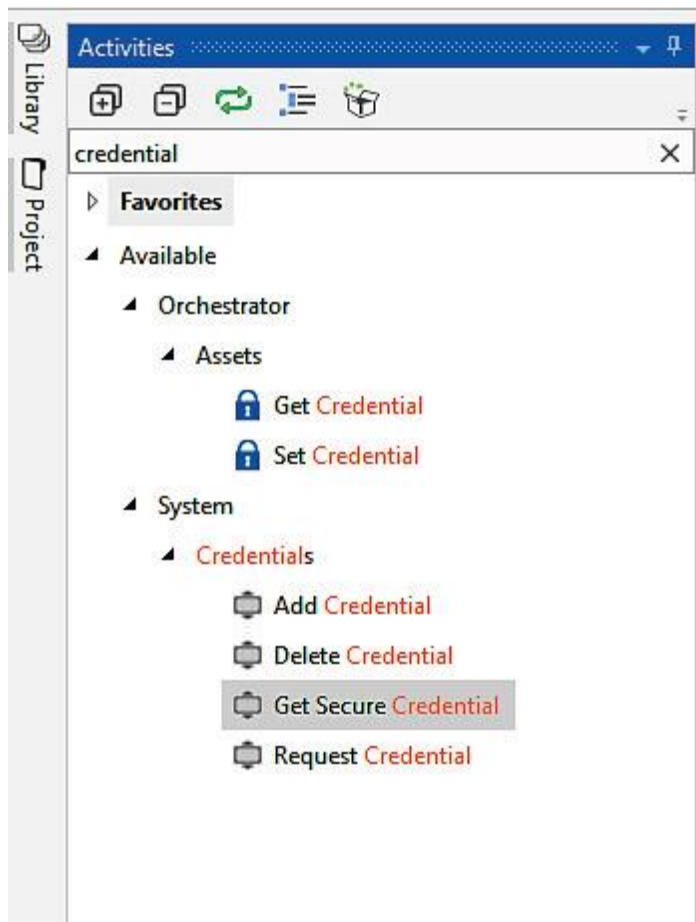 Library
Project
Activities
credential
Favorites
Available
Orchestrator
Assets
Get Credential
Set Credential
System
Credentials
Add Credential
Delete Credential
Get Secure Credential
Request Credential